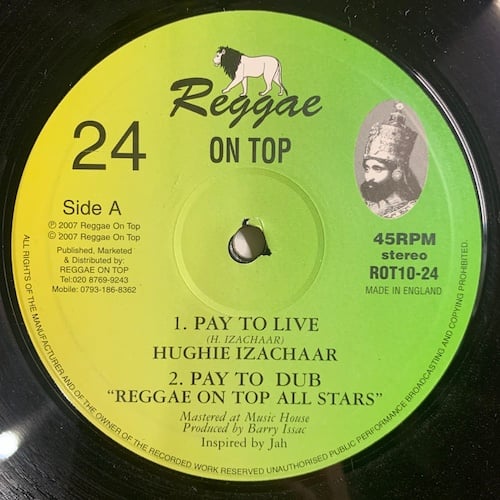 Reggae
ON TOP
24
Side A
℗ 2007 Reggae On Top
© 2007 Reggae On Top
Published, Marketed
& Distributed by:
REGGAE ON TOP
Tel:020 8769-9243
Mobile: 0793-186-8362
45RPM
stereo
ROT10-24
MADE IN ENGLAND
1. PAY TO LIVE
(H. IZACHAAR)
HUGHIE IZACHAAR
2. PAY TO DUB
"REGGAE ON TOP ALL STARS"
Mastered at Music House
Produced by Barry Issac
Inspired by Jah
ALL RIGHTS OF THE MANUFACTURER AND OF THE OWNER OF THE RECORDED WORK RESERVED UNAUTHORISED PUBLIC PERFORMANCE BROADCASTING AND COPYING PROHIBITED.